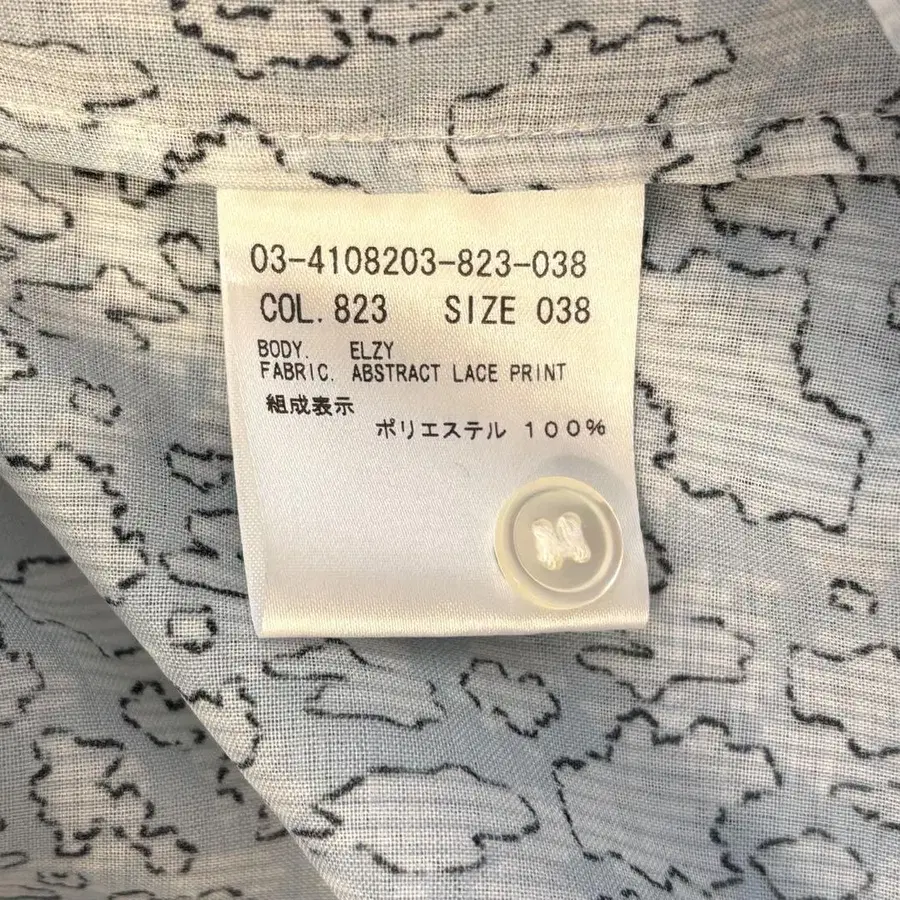 03-4108203-823-038
COL. 823 SIZE 038
BODY. ELZY
FABRIC. ABSTRACT LACE PRINT
組成表示
ポリエステル 100%